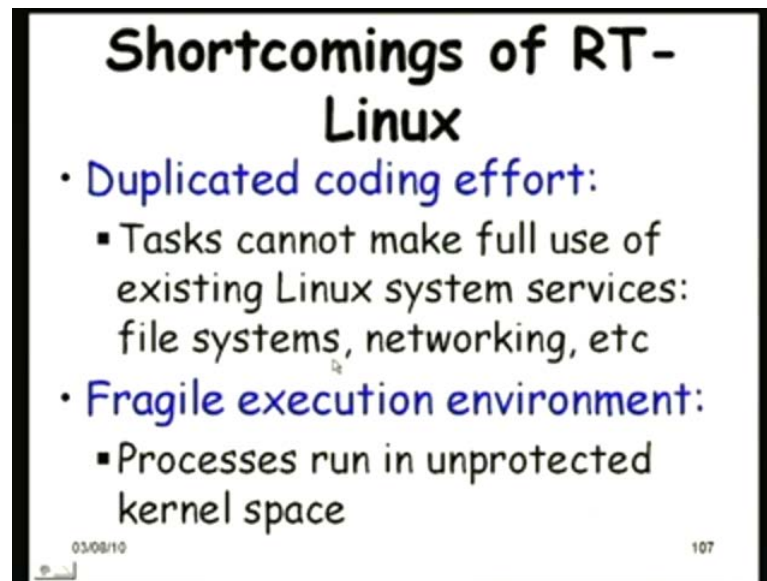 Shortcomings of RT-
Linux
• Duplicated coding effort:
▪ Tasks cannot make full use of
existing Linux system services:
file systems, networking, etc
• Fragile execution environment:
▪ Processes run in unprotected
kernel space
03/08/10
107